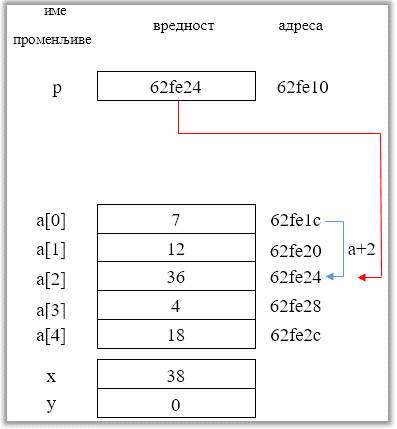 име
променљиве вредност адреса
p 62fe24 62fe10
a[0] 7 62fe1c
a[1] 12 62fe20 a+2
a[2] 36 62fe24
a[3] 4 62fe28
a[4] 18 62fe2c
x 38
y 0